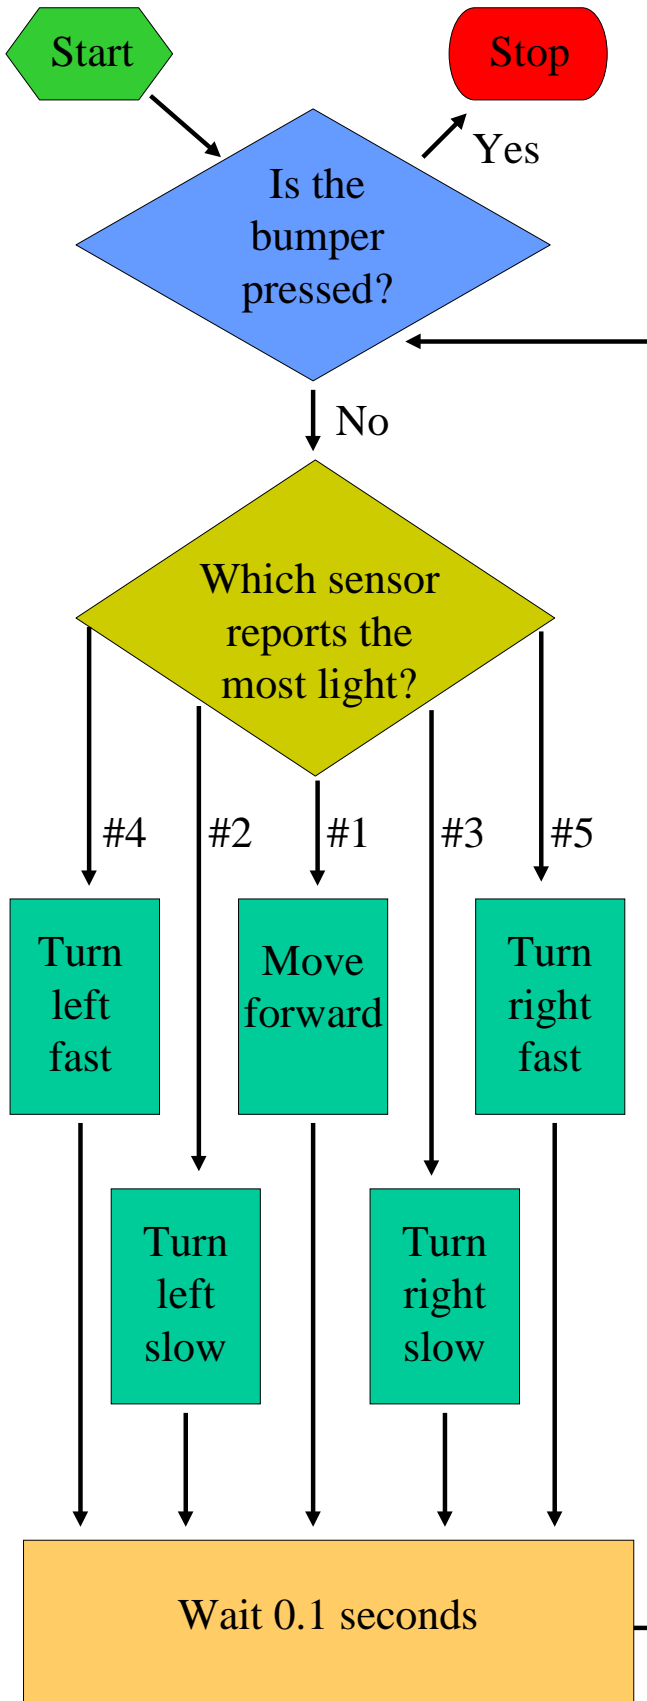 Start
Stop
Yes
Is the
bumper
pressed?
No
Which sensor
reports the
most light?
#4
#2
#1
#3
#5
Turn
left
fast
Move
forward
Turn
right
fast
Turn
left
slow
Turn
right
slow
Wait 0.1 seconds